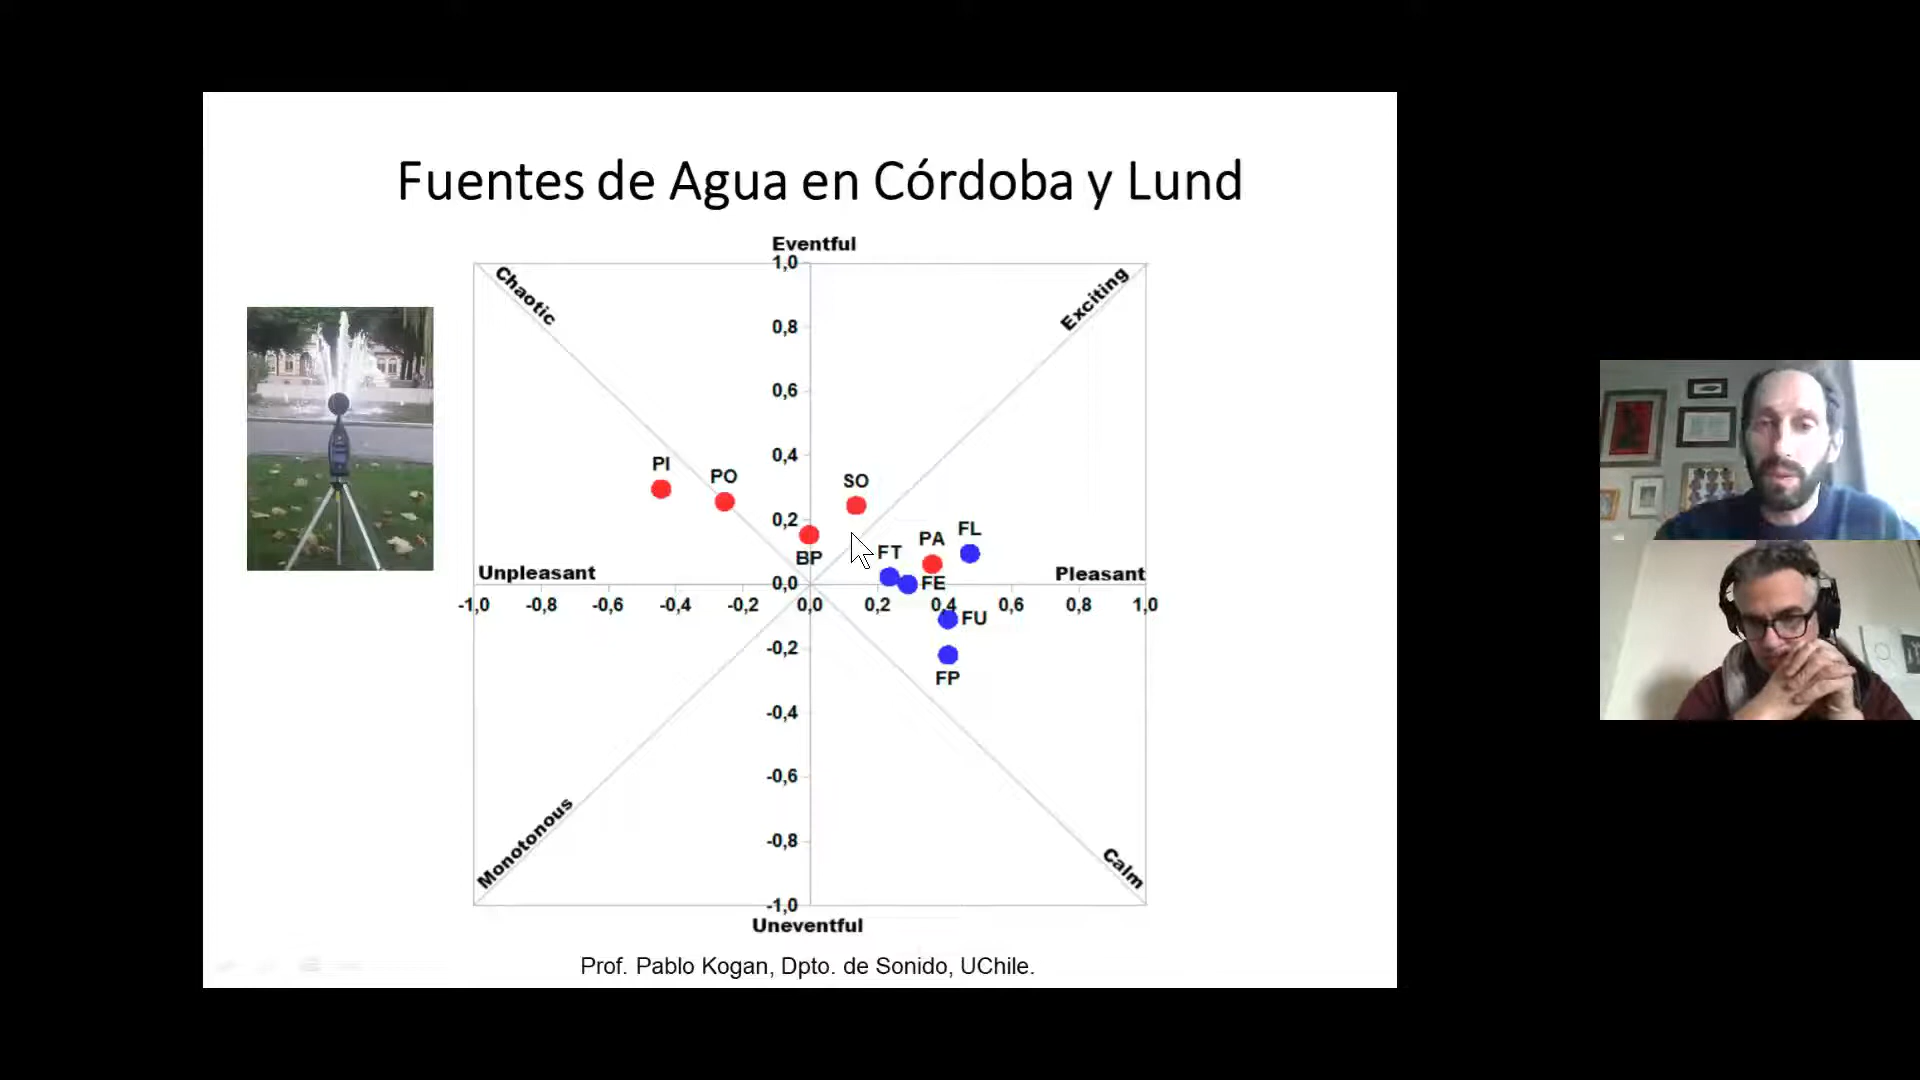 Fuentes de Agua en Córdoba y Lund
Eventful
1,0
Chaotic
Exciting
0,8
0,6
0,4
PI
PO
SO
0,2
FL
PA
FT
BP
Unpleasant
Pleasant
0,0
FE
-1,0 -0,8 -0,6 -0,4 -0,2 0,0 0,2 0,4 0,6 0,8 1,0
FU
-0,2
FP
-0,4
-0,6
-0,8
Monotonous
Calm
-1,0
Uneventful
Prof. Pablo Kogan, Dpto. de Sonido, UChile.